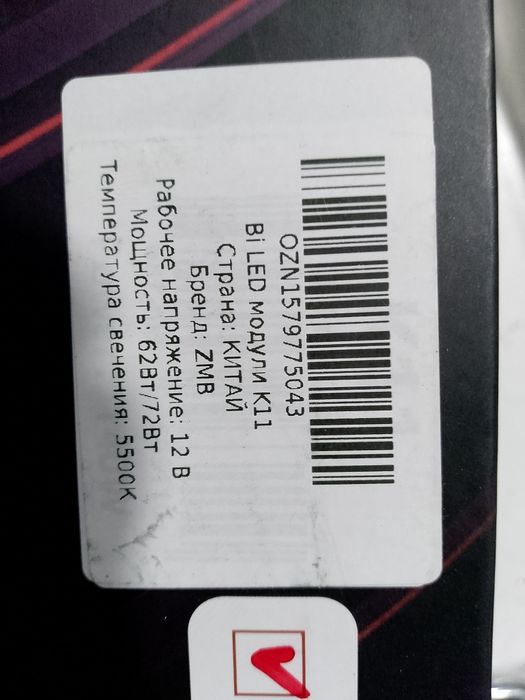 OZN1579775043
Bi LED модули K11
Страна: КИТАЙ
Бренд: ZMB
Рабочее напряжение: 12 В
Мощность: 62Вт/72Вт
Температура свечения: 5500К